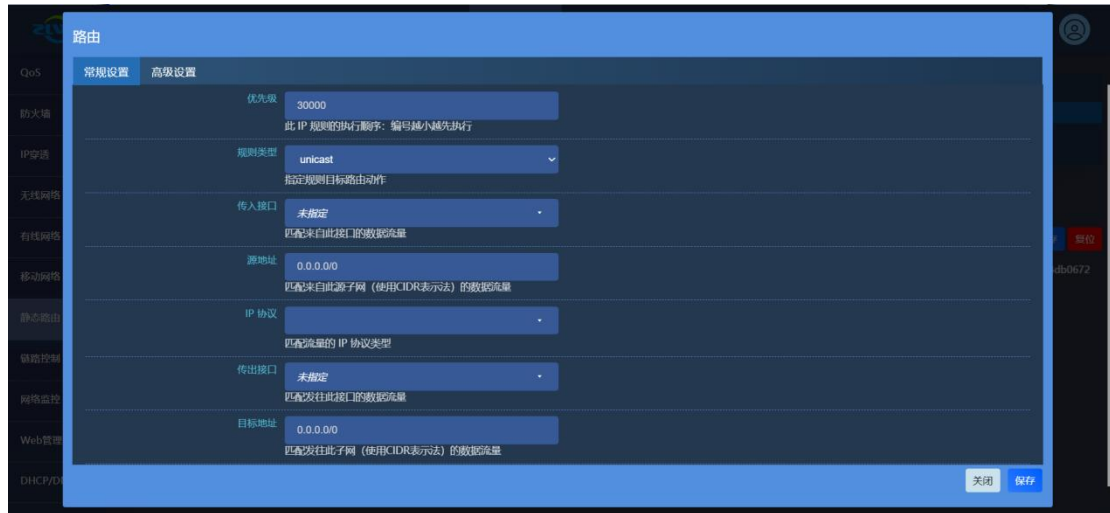 路由
常规设置 高级设置
优先级 30000
此 IP 规则的执行顺序：编号越小越先执行
规则类型 unicast
指定规则目标路由动作
传入接口 未指定
匹配来自此接口的数据流量
源地址 0.0.0.0/0
匹配来自此源子网（使用CIDR表示法）的数据流量
IP 协议
匹配流量的 IP 协议类型
传出接口 未指定
匹配发往此接口的数据流量
目标地址 0.0.0.0/0
匹配发往此子网（使用CIDR表示法）的数据流量
关闭 保存
QoS
防火墙
IP穿透
无线网络
有线网络
移动网络
静态路由
链路控制
网络监控
Web管理
DHCP/D
复位
db0672